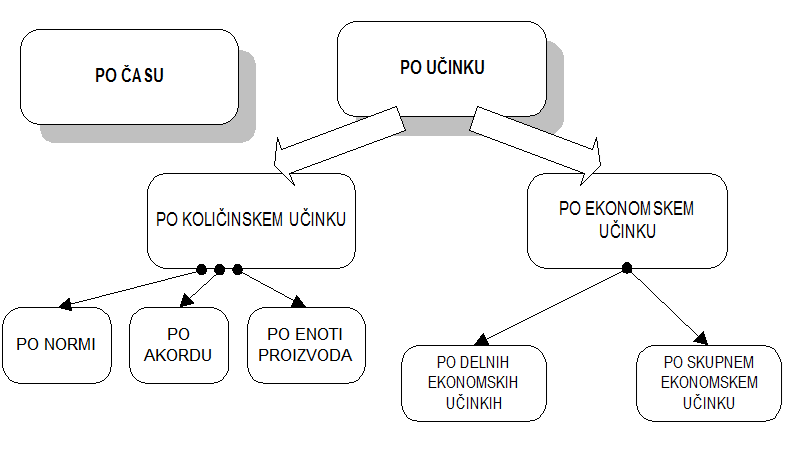 PO ČASU
PO UČINKU
PO KOLIČINSKEM UČINKU
PO EKONOMSKEM
UČINKU
PO NORMI
PO
AKORDU
PO ENOTI
PROIZVODA
PO DELNIH
EKONOMSKIH
UČINKIH
PO SKUPNEM
EKONOMSKEM
UČINKU